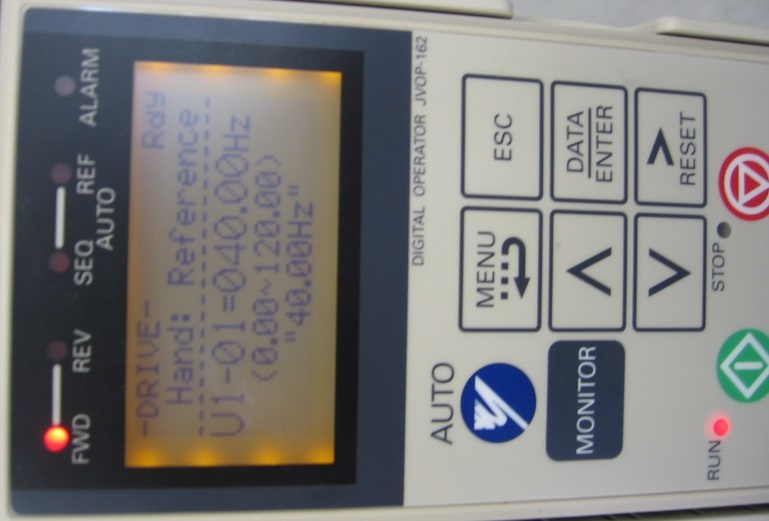 FWD REV SEQ REF ALARM
AUTO
-DRIVE- Rdy
Hand: Reference
U1-01=040.00Hz
(0.00~120.00)
"40.00Hz"
DIGITAL OPERATOR JVOP-162
AUTO MENU ESC
MONITOR DATA
ENTER
RESET
RUN STOP